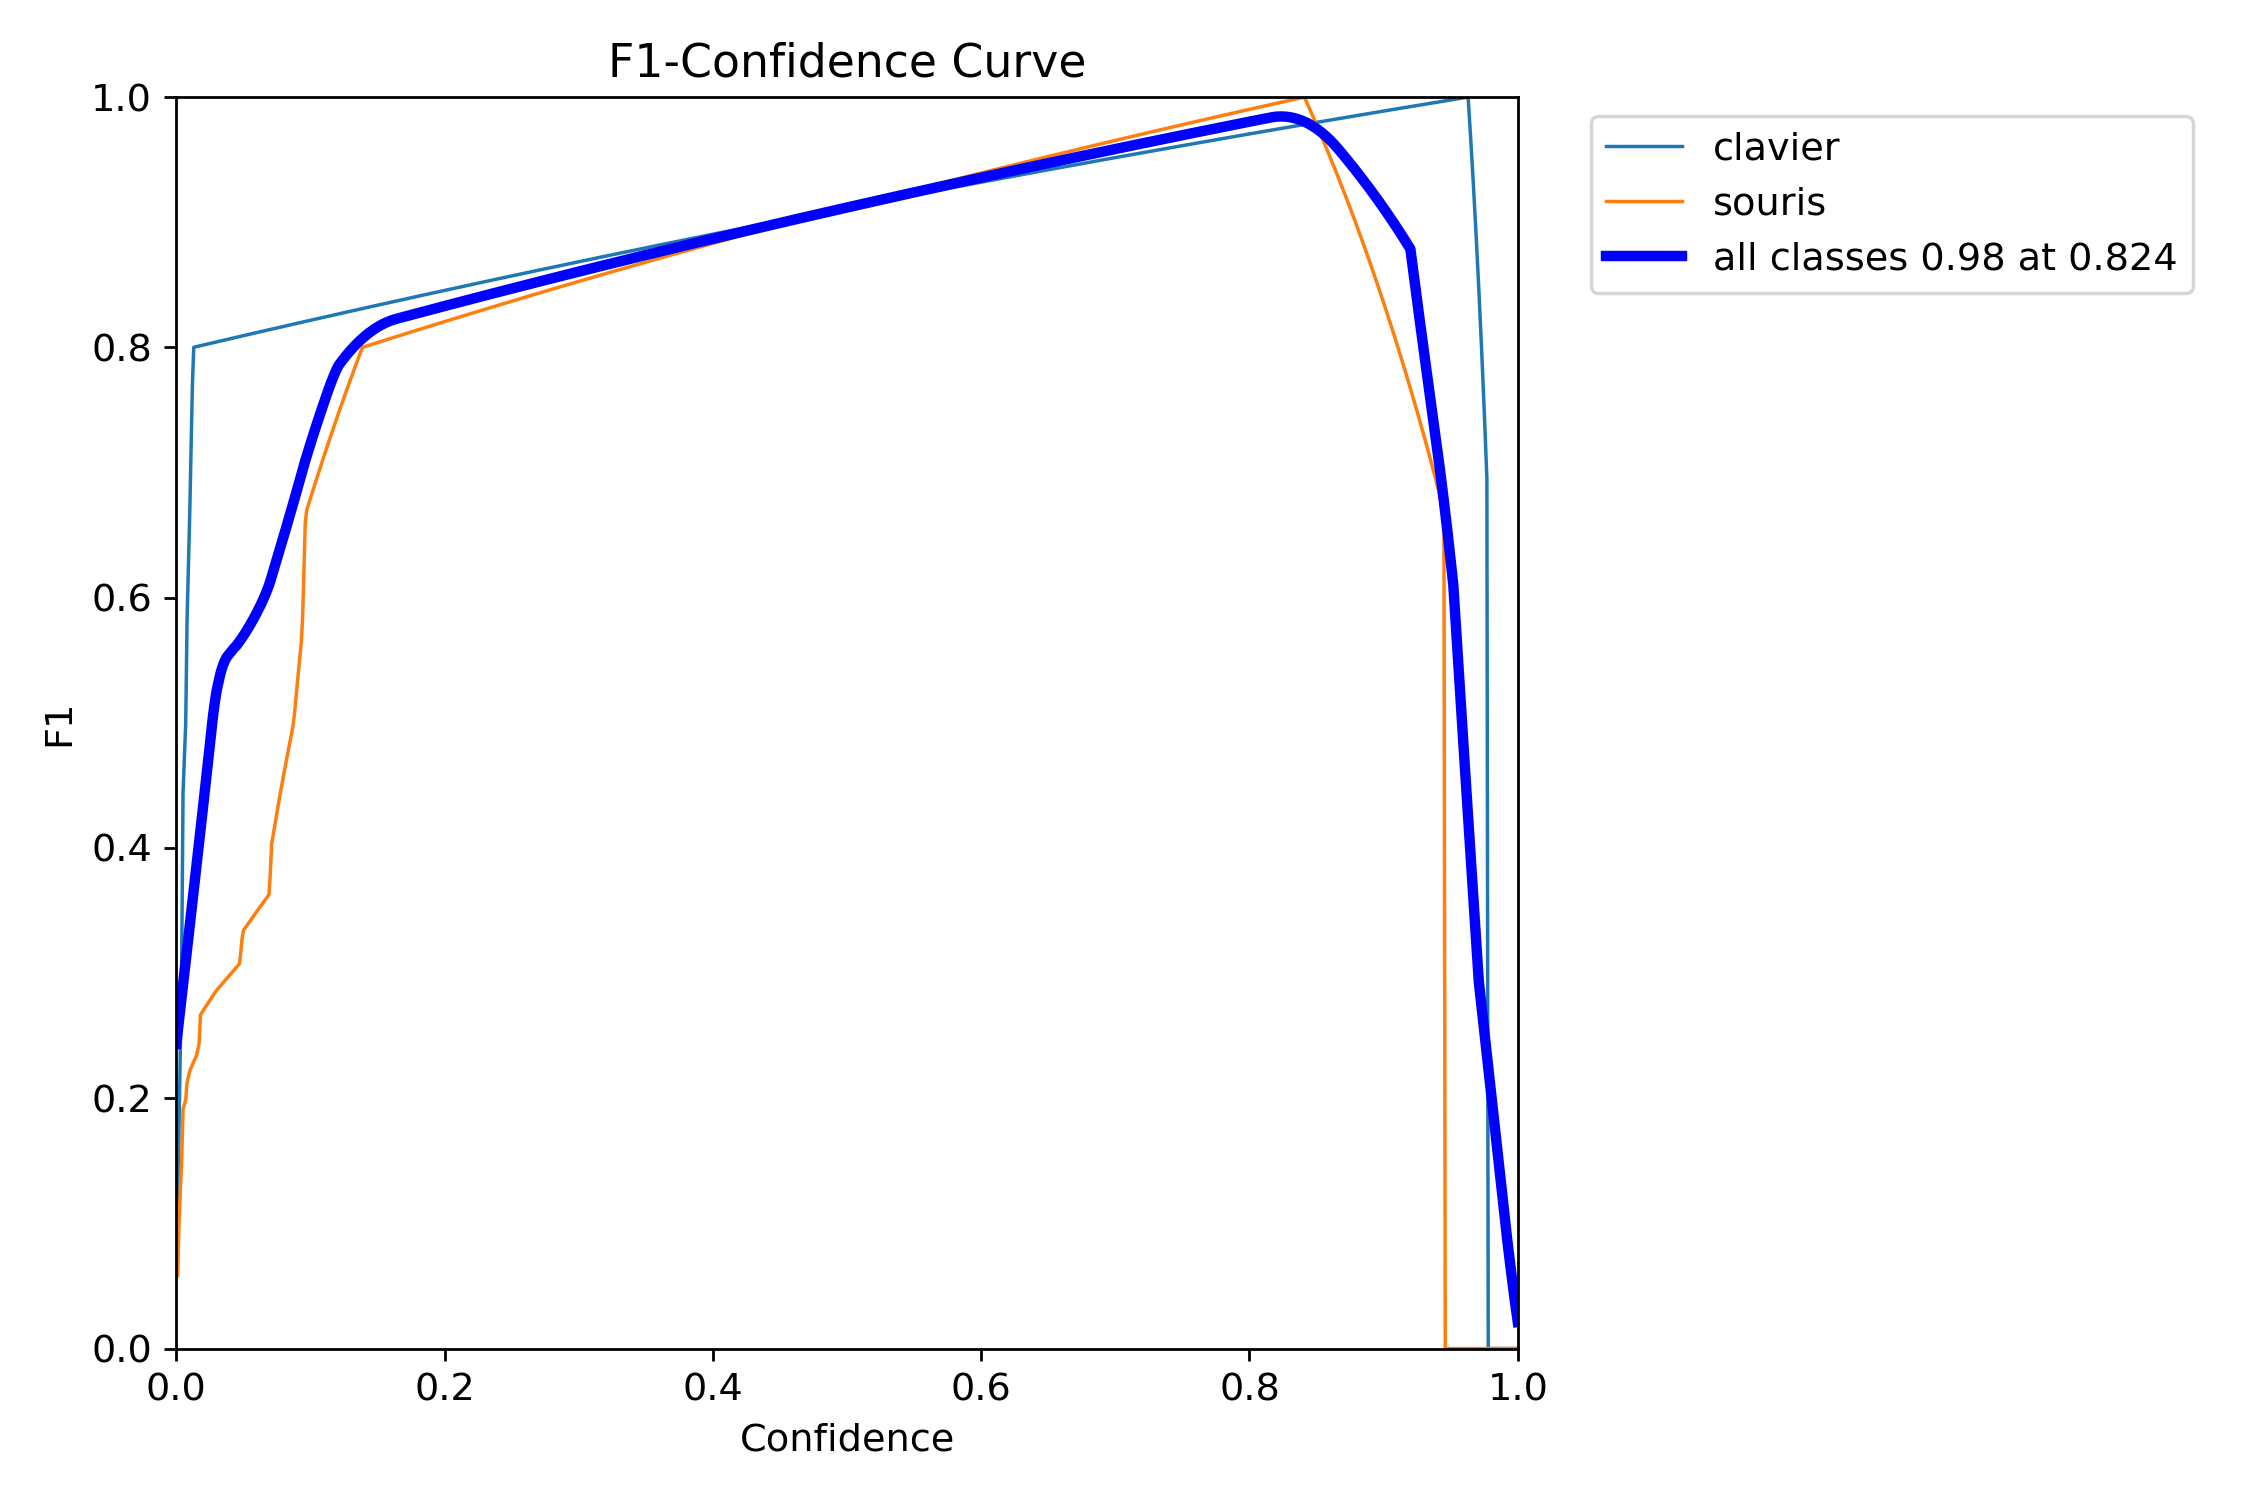 F1-Confidence Curve
1.0
0.8
0.6
0.4
0.2
0.0
F1
0.0 0.2 0.4 0.6 0.8 1.0
Confidence
clavier
souris
all classes 0.98 at 0.824